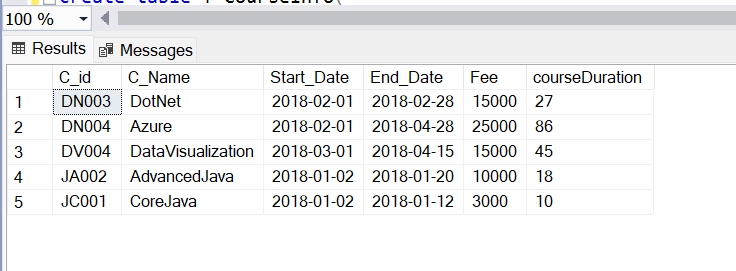 create table T CourseInfo(
100 %
Results Messages
C_id C_Name Start_Date End_Date Fee courseDuration
1 DN003 DotNet 2018-02-01 2018-02-28 15000 27
2 DN004 Azure 2018-02-01 2018-04-28 25000 86
3 DV004 DataVisualization 2018-03-01 2018-04-15 15000 45
4 JA002 AdvancedJava 2018-01-02 2018-01-20 10000 18
5 JC001 CoreJava 2018-01-02 2018-01-12 3000 10